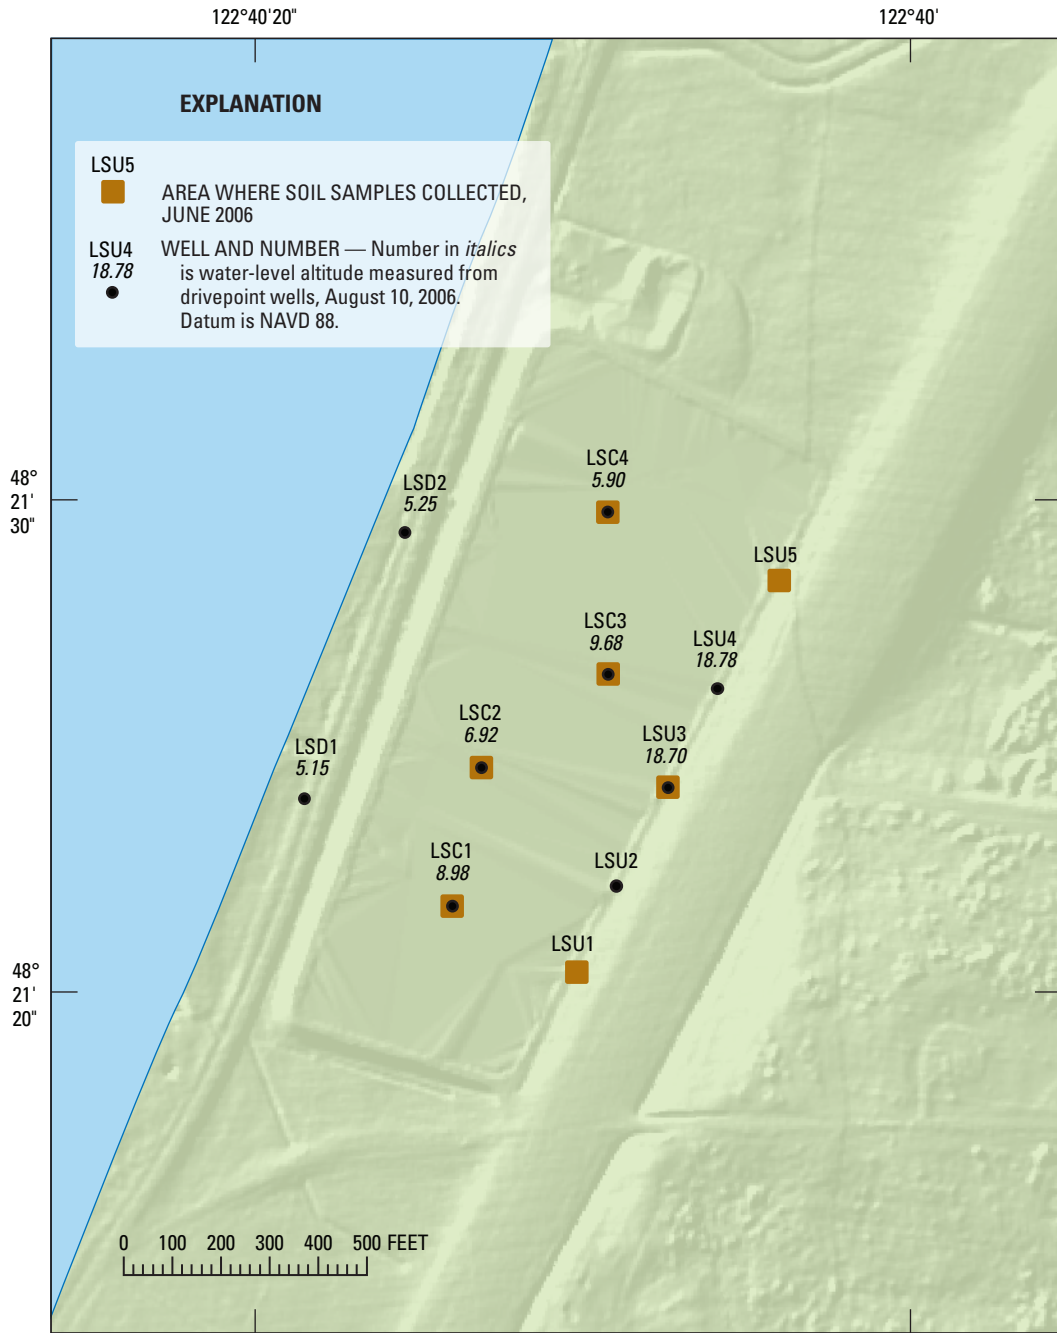 122°40'20"
122°40'
EXPLANATION
LSU5
AREA WHERE SOIL SAMPLES COLLECTED,
JUNE 2006
LSU4
18.78
WELL AND NUMBER — Number in italics
is water-level altitude measured from
drivepoint wells, August 10, 2006.
Datum is NAVD 88.
48°
21'
30"
LSD2
5.25
LSC4
5.90
LSU5
LSC3
9.68
LSU4
18.78
LSC2
6.92
LSU3
18.70
LSD1
5.15
LSC1
8.98
LSU2
LSU1
48°
21'
20"
0 100 200 300 400 500 FEET